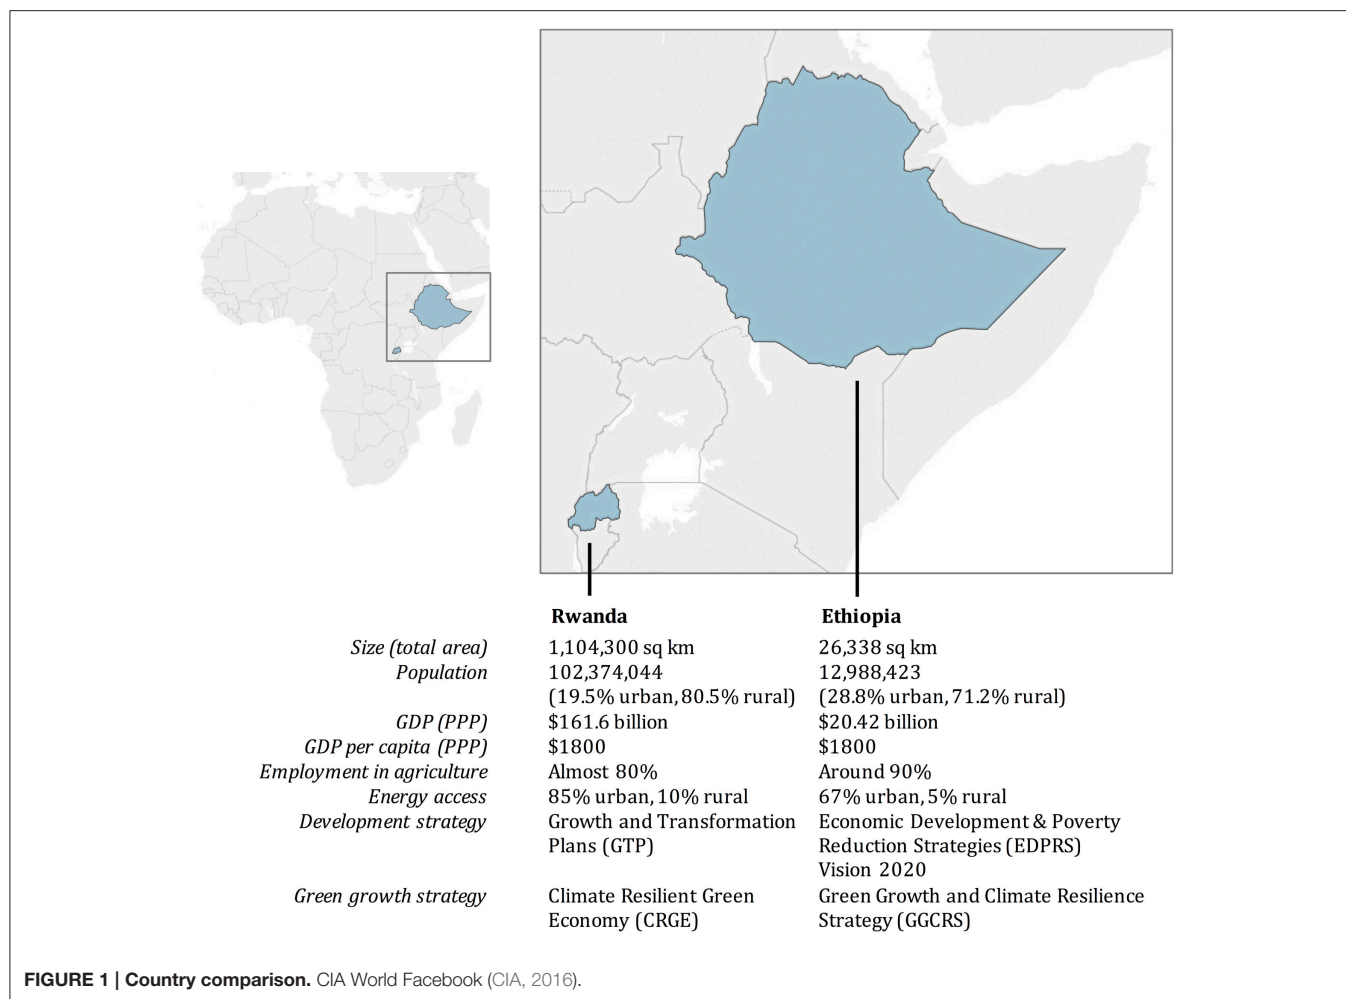 Rwanda Ethiopia
Size (total area) 1,104,300 sq km 26,338 sq km
Population 102,374,044 12,988,423
(19.5% urban, 80.5% rural) (28.8% urban, 71.2% rural)
GDP (PPP) $161.6 billion $20.42 billion
GDP per capita (PPP) $1800 $1800
Employment in agriculture Almost 80% Around 90%
Energy access 85% urban, 10% rural 67% urban, 5% rural
Development strategy Growth and Transformation Economic Development & Poverty
Plans (GTP) Reduction Strategies (EDPRS)
Vision 2020
Green growth strategy Climate Resilient Green Green Growth and Climate Resilience
Economy (CRGE) Strategy (GGCRS)
FIGURE 1 | Country comparison. CIA World Facebook (CIA, 2016).